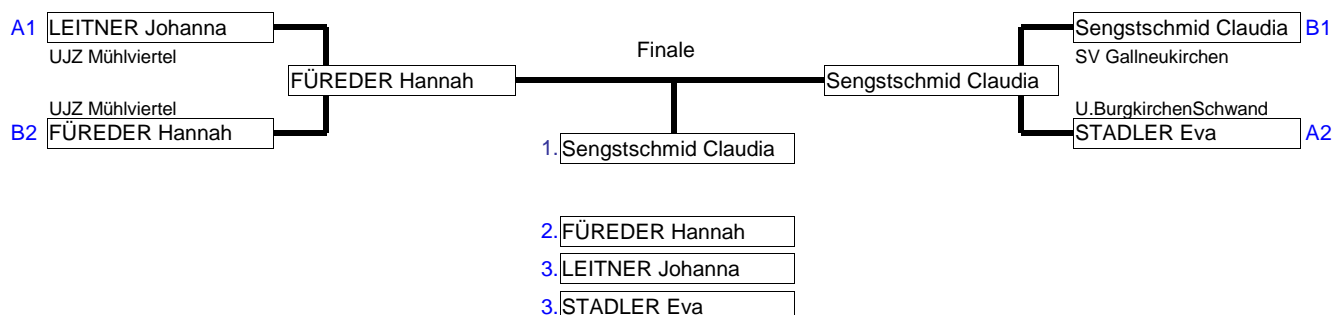 A1 LEITNER Johanna
UJZ Mühlviertel
FÜREDER Hannah
UJZ Mühlviertel
B2 FÜREDER Hannah
Finale
Sengstschmid Claudia B1
SV Gallneukirchen
Sengstschmid Claudia
U.BurgkirchenSchwand
STADLER Eva A2
1. Sengstschmid Claudia
2. FÜREDER Hannah
3. LEITNER Johanna
3. STADLER Eva